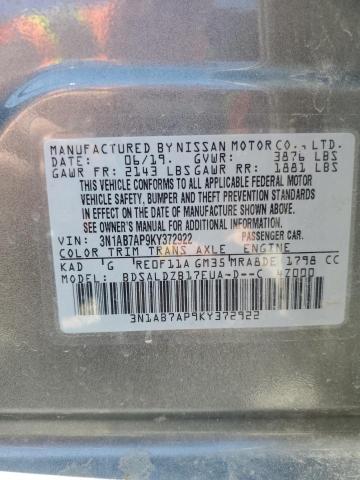 MANUFACTURED BY NISSAN MOTOR CO., LTD.
DATE: 06/19. GVWR: 3876 LBS
GAWR FR: 2143 LBS GAWR RR: 1881 LBS
THIS VEHICLE CONFORMS TO ALL APPLICABLE FEDERAL MOTOR
VEHICLE SAFETY, BUMPER AND THEFT PREVENTION STANDARDS
IN EFFECT ON THE DATE OF MANUFACTURE SHOWN ABOVE.
SEE OWNER'S MANUAL FOR ADDITIONAL INFORMATION.
VIN: 3N1AB7AP9KY372922 PASSENGER CAR.
COLOR TRIM TRANS AXLE ENGINE
KAD G RE0F11A GM35 MRA8DE 1798 CC
MODEL: BDSALDZB17EUA-D--C 4Z000
3N1AB7AP9KY372922